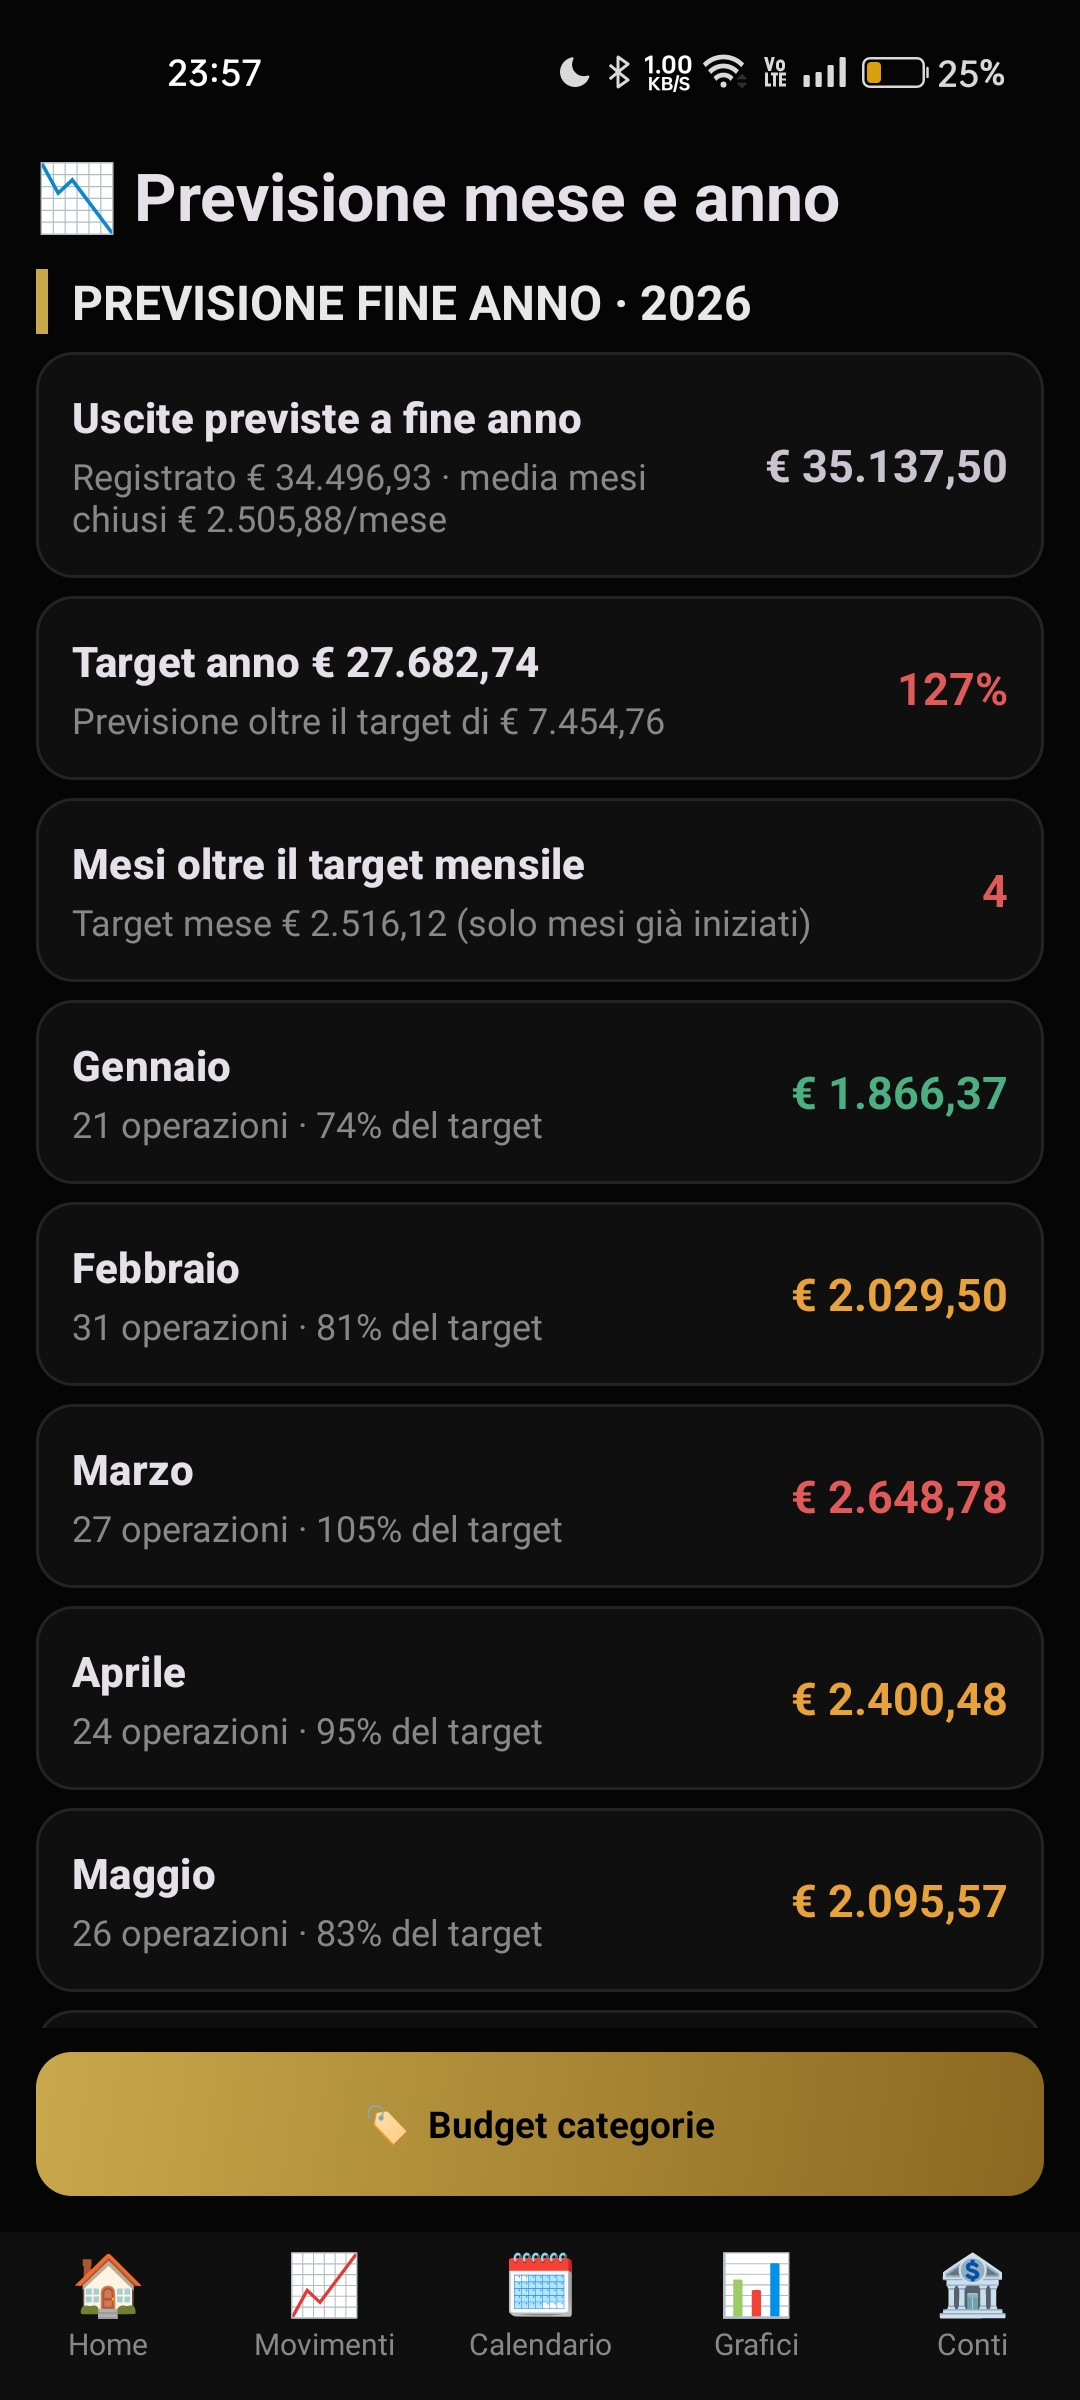 23:57
1.00 KB/S
Vo LTE
25%
Previsione mese e anno
PREVISIONE FINE ANNO · 2026
Uscite previste a fine anno
Registrato € 34.496,93 · media mesi
chiusi € 2.505,88/mese
€ 35.137,50
Target anno € 27.682,74
Previsione oltre il target di € 7.454,76
127%
Mesi oltre il target mensile
Target mese € 2.516,12 (solo mesi già iniziati)
4
Gennaio
21 operazioni · 74% del target
€ 1.866,37
Febbraio
31 operazioni · 81% del target
€ 2.029,50
Marzo
27 operazioni · 105% del target
€ 2.648,78
Aprile
24 operazioni · 95% del target
€ 2.400,48
Maggio
26 operazioni · 83% del target
€ 2.095,57
Budget categorie
Home
Movimenti
Calendario
Grafici
Conti